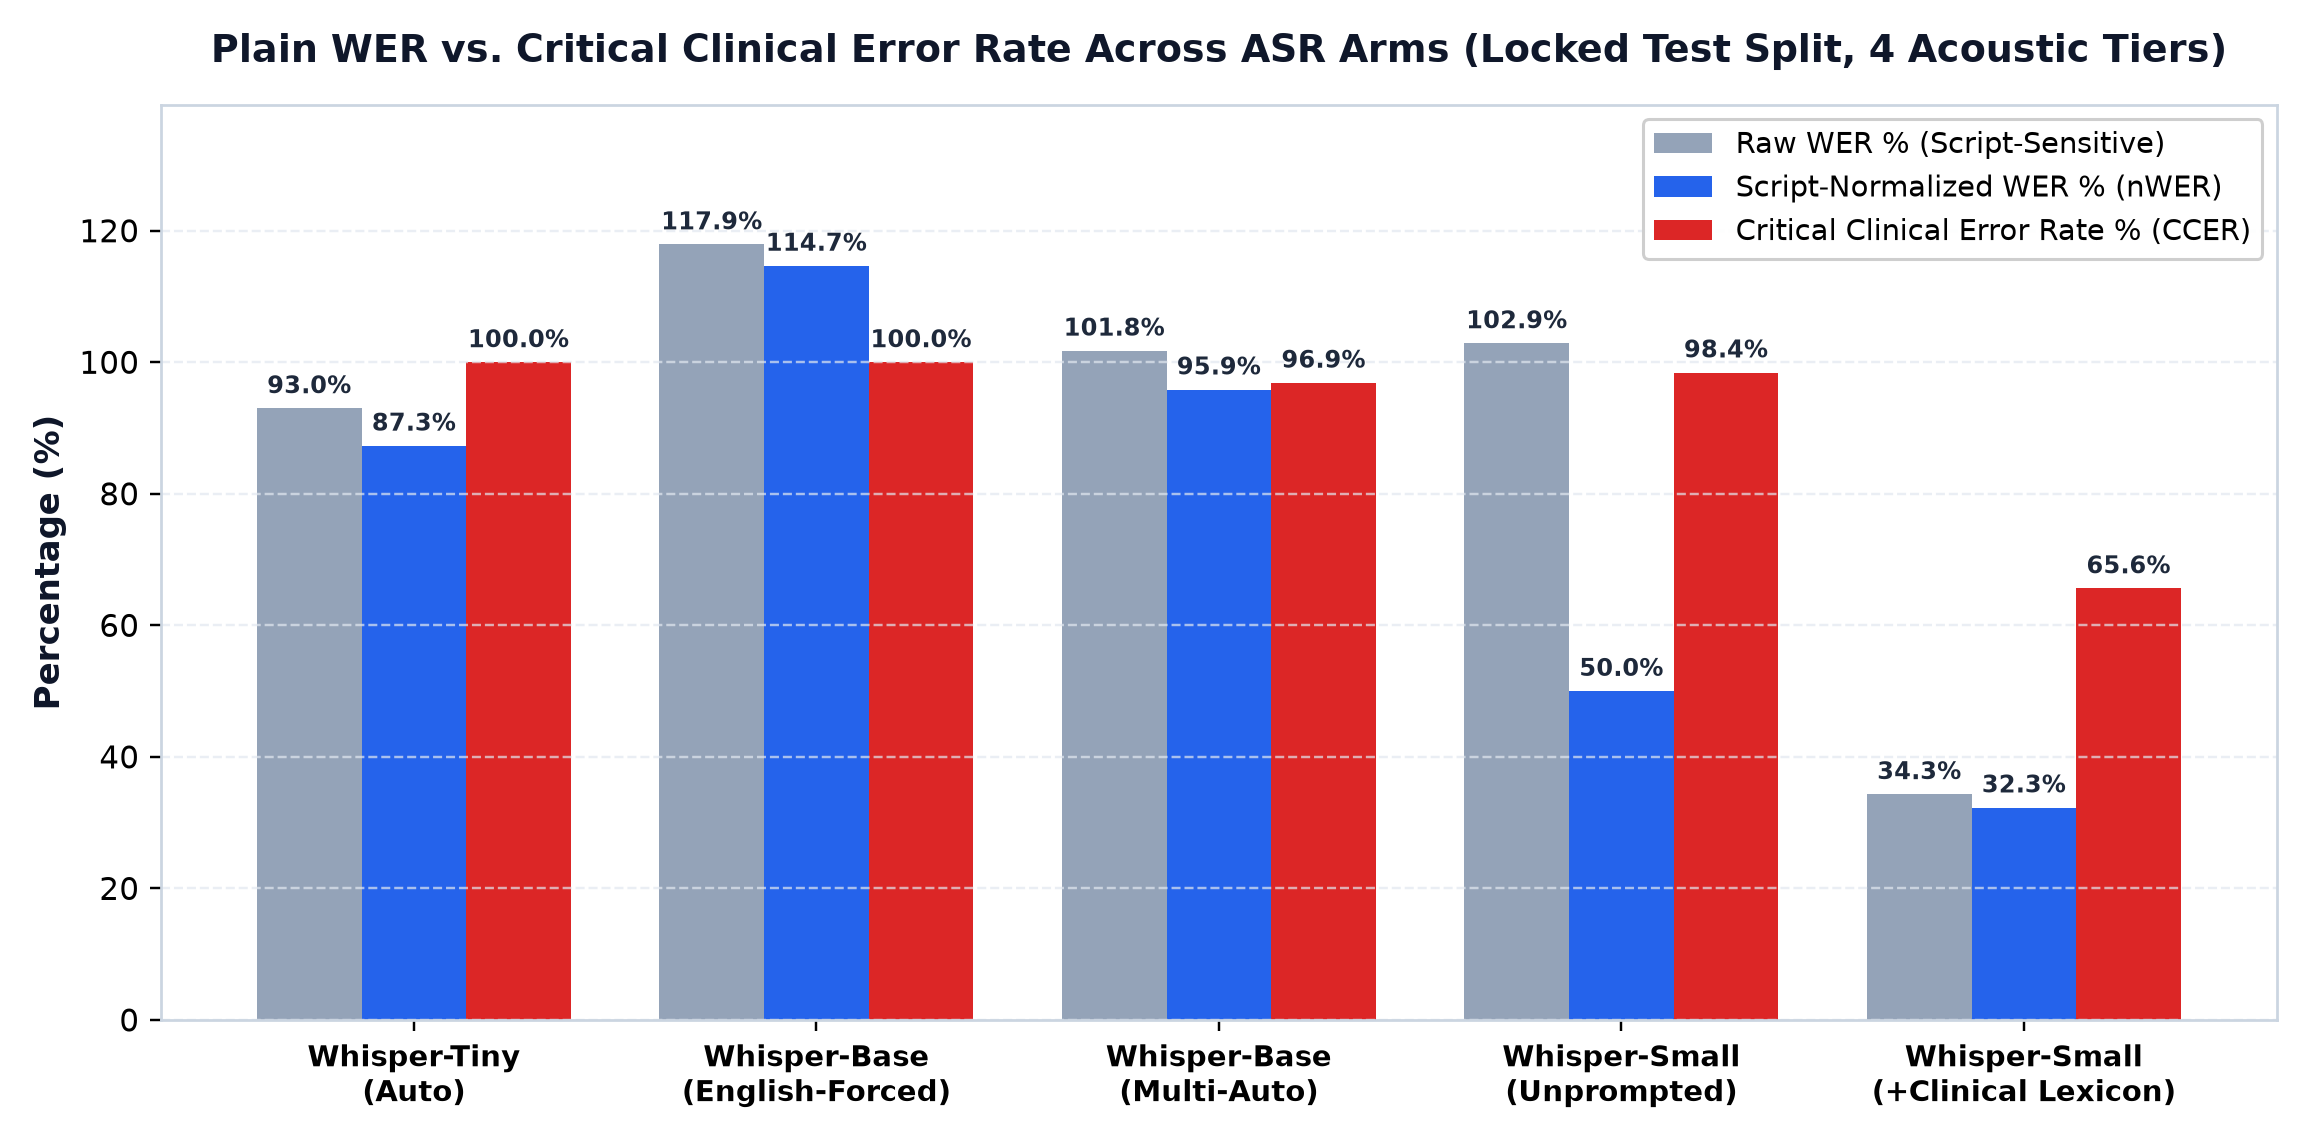 Plain WER vs. Critical Clinical Error Rate Across ASR Arms (Locked Test Split, 4 Acoustic Tiers)
Raw WER % (Script-Sensitive)
Script-Normalized WER % (nWER)
Critical Clinical Error Rate % (CCER)
Percentage (%)
120
100
80
60
40
20
0
93.0%
87.3%
100.0%
117.9%
114.7%
100.0%
101.8%
95.9%
96.9%
102.9%
50.0%
98.4%
34.3%
32.3%
65.6%
Whisper-Tiny
(Auto)
Whisper-Base
(English-Forced)
Whisper-Base
(Multi-Auto)
Whisper-Small
(Unprompted)
Whisper-Small
(+Clinical Lexicon)